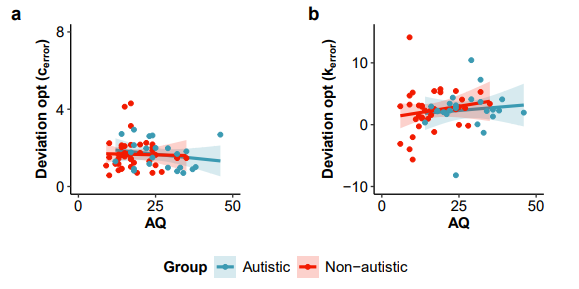 a
Deviation opt (c_error)
8
4
0
0
25
50
AQ
b
Deviation opt (k_error)
10
0
−10
0
25
50
AQ
Group Autistic Non−autistic